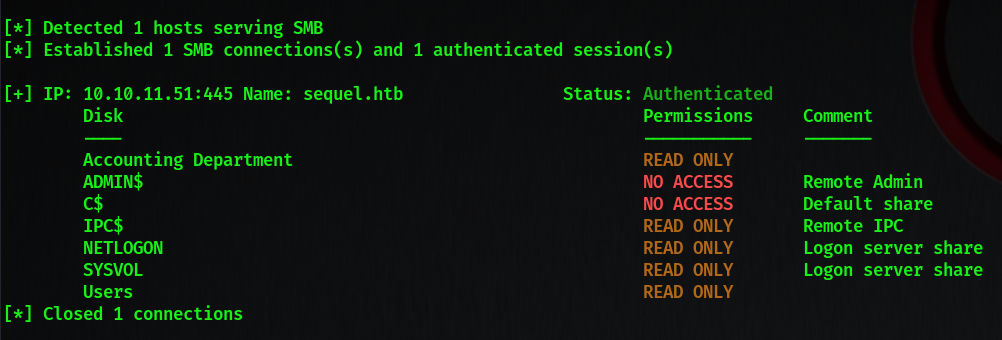 [*] Detected 1 hosts serving SMB
[*] Established 1 SMB connections(s) and 1 authenticated session(s)
[+] IP: 10.10.11.51:445 Name: sequel.htb Status: Authenticated
Disk Permissions Comment
---- ----------- -------
Accounting Department READ ONLY
ADMIN$ NO ACCESS Remote Admin
C$ NO ACCESS Default share
IPC$ READ ONLY Remote IPC
NETLOGON READ ONLY Logon server share
SYSVOL READ ONLY Logon server share
Users READ ONLY
[*] Closed 1 connections